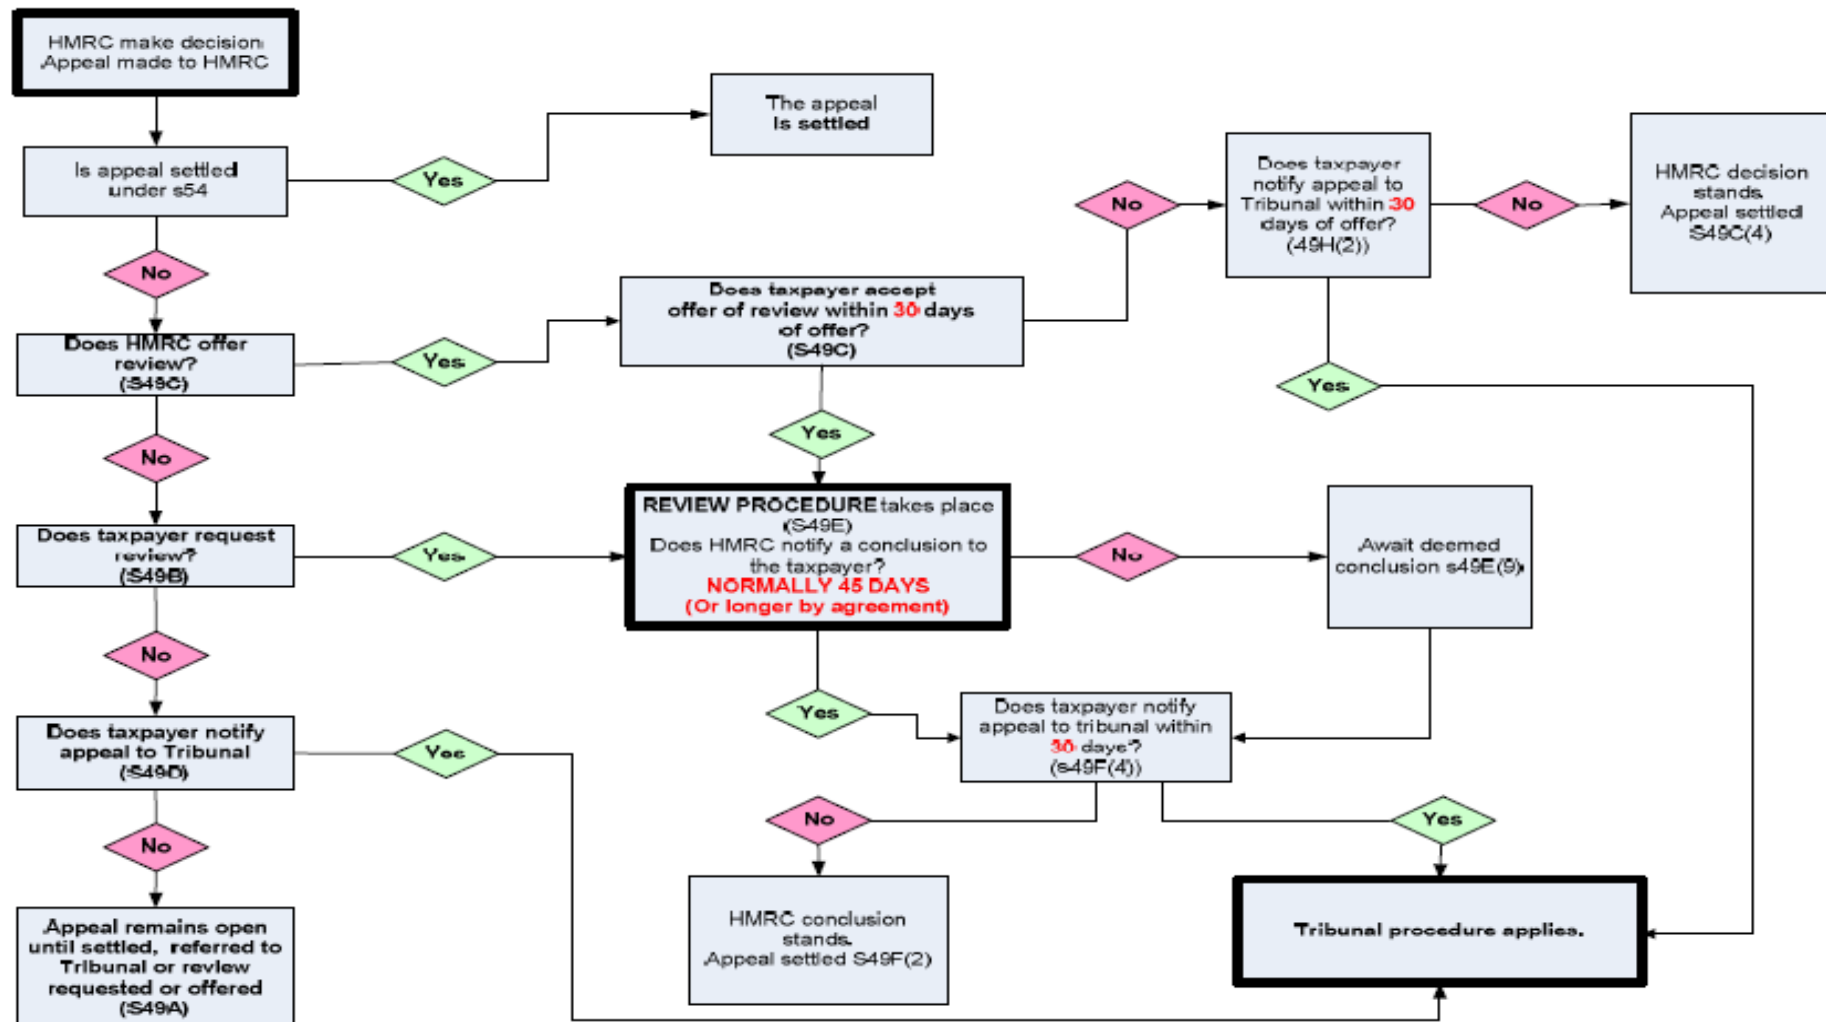 HMRC make decision
Appeal made to HMRC
Is appeal settled
under s54
Yes
The appeal
Is settled
No
Does HMRC offer
review?
(S49C)
Yes
Does taxpayer accept
offer of review within 30 days
of offer?
(S49C)
No
Does taxpayer
notify appeal to
Tribunal within 30
days of offer?
(49H(2))
No
HMRC decision
stands.
Appeal settled
S49C(4)
Yes
Yes
No
Does taxpayer request
review?
(S49B)
Yes
REVIEW PROCEDURE takes place
(S49E)
Does HMRC notify a conclusion to
the taxpayer?
NORMALLY 45 DAYS
(Or longer by agreement)
No
Await deemed
conclusion s49E(9)
No
Yes
Does taxpayer notify
appeal to tribunal within
30 days?
(s49F(4))
Does taxpayer notify
appeal to Tribunal
(S49D)
Yes
No
HMRC conclusion
stands.
Appeal settled S49F(2)
Yes
Tribunal procedure applies.
No
Appeal remains open
until settled, referred to
Tribunal or review
requested or offered
(S49A)